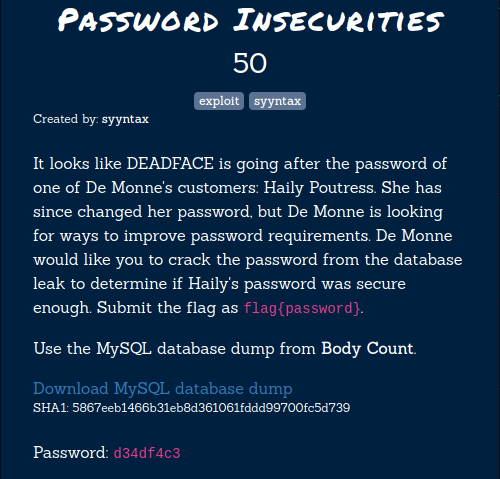 Password Insecurities
50
exploit syyntax
Created by: syyntax
It looks like DEADFACE is going after the password of
one of De Monne's customers: Haily Poutress. She has
since changed her password, but De Monne is looking
for ways to improve password requirements. De Monne
would like you to crack the password from the database
leak to determine if Haily's password was secure
enough. Submit the flag as flag{password}.
Use the MySQL database dump from Body Count.
Download MySQL database dump
SHA1: 5867eeb1466b31eb8d361061fddd99700fc5d739
Password: d34df4c3